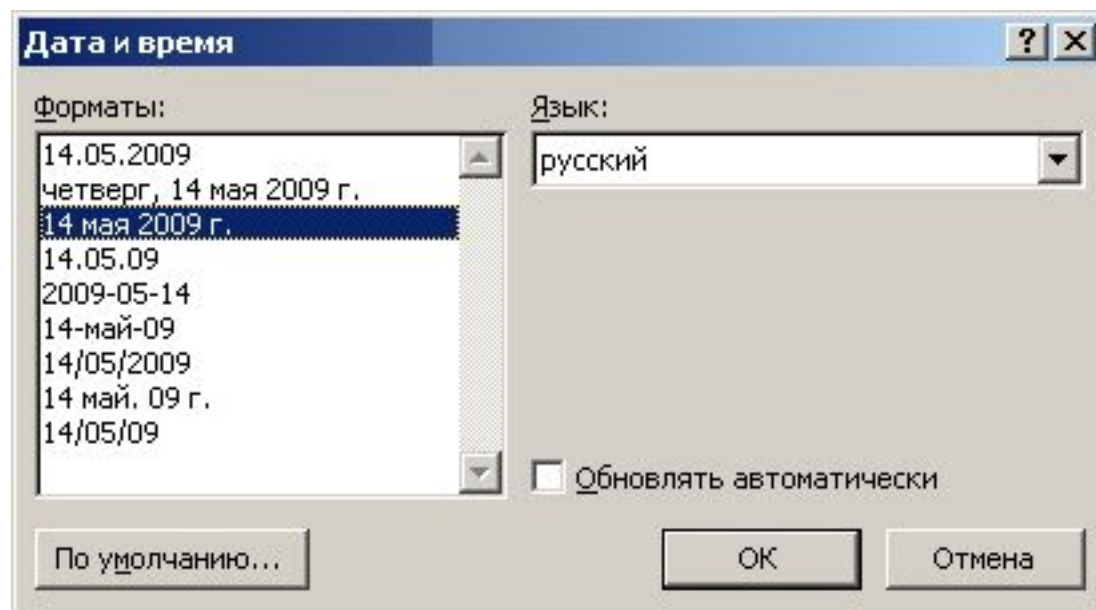 Дата и время
Форматы:
Язык:
14.05.2009
четверг, 14 мая 2009 г.
14 мая 2009 г.
14.05.09
2009-05-14
14-май-09
14/05/2009
14 май. 09 г.
14/05/09
русский
Обновлять автоматически
По умолчанию...
ОК
Отмена